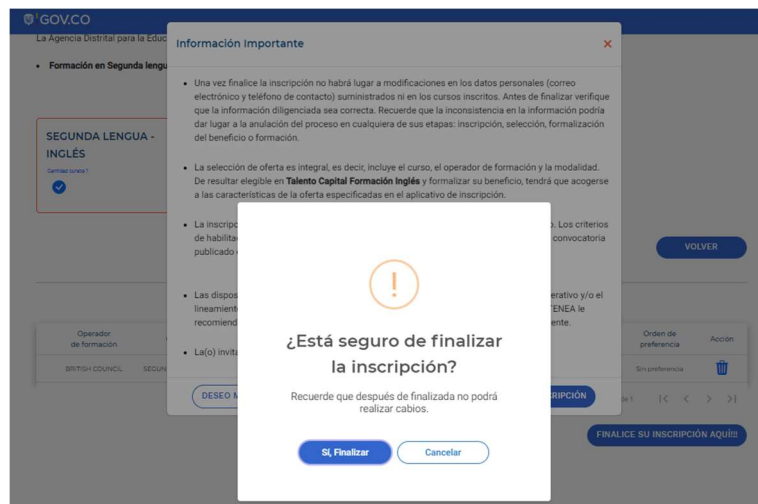 GOV.CO
La Agencia Distrital para la Educ
• Formación en Segunda lengu
SEGUNDA LENGUA -
INGLÉS
Cantidad cursos 1
Información Importante
×
• Una vez finalice la inscripción no habrá lugar a modificaciones en los datos personales (correo
electrónico y teléfono de contacto) suministrados ni en los cursos inscritos. Antes de finalizar verifique
que la información diligenciada sea correcta. Recuerde que la inconsistencia en la información podría
dar lugar a la anulación del proceso en cualquiera de sus etapas: inscripción, selección, formalización
del beneficio o formación.
• La selección de oferta es integral, es decir, incluye el curso, el operador de formación y la modalidad.
De resultar elegible en Talento Capital Formación Inglés y formalizar su beneficio, tendrá que acogerse
a las características de la oferta especificadas en el aplicativo de inscripción.
• La inscripc o. Los criterios
de habilita convocatoria
publicado
• Las dispos erativo y/o el
lineamient TENEA le
recomiend ente.
• La(o) invita
DESEO M RIPCIÓN
!
¿Está seguro de finalizar
la inscripción?
Recuerde que después de finalizada no podrá
realizar cabios.
Sí, Finalizar Cancelar
VOLVER
Operador
de formación
Orden de
preferencia
Acción
BRITISH COUNCIL SEGUN Sin preferencia
de 1 |< < > >|
FINALICE SU INSCRIPCIÓN AQUÍ!!!